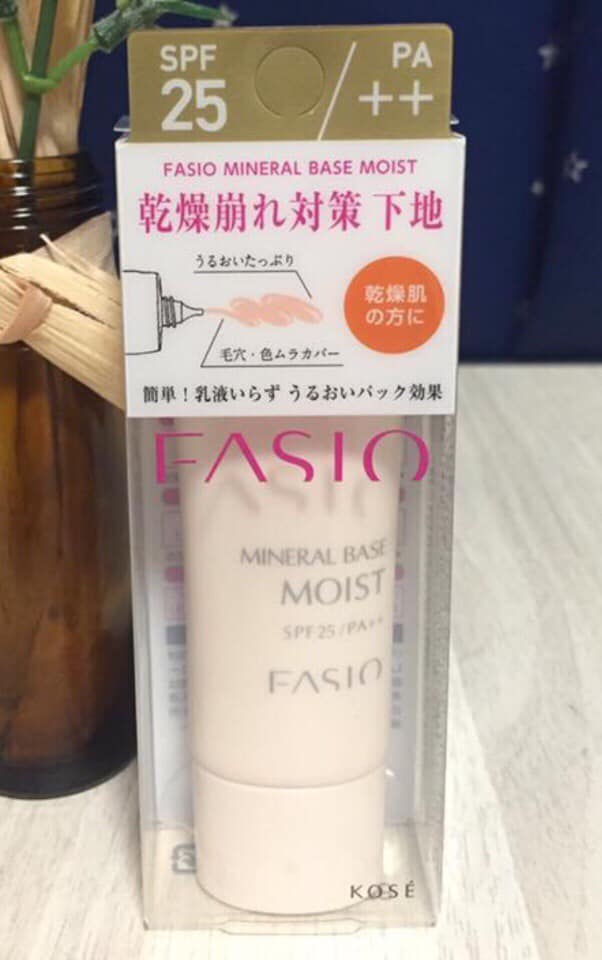 SPF
25
PA
++
FASIO MINERAL BASE MOIST
乾燥崩れ対策 下地
うるおいたっぷり
乾燥肌
の方に
毛穴・色ムラカバー
簡単！乳液いらず うるおいパック効果
FASIO
MINERAL BASE
MOIST
SPF25/PA++
FASIO
KOSÉ